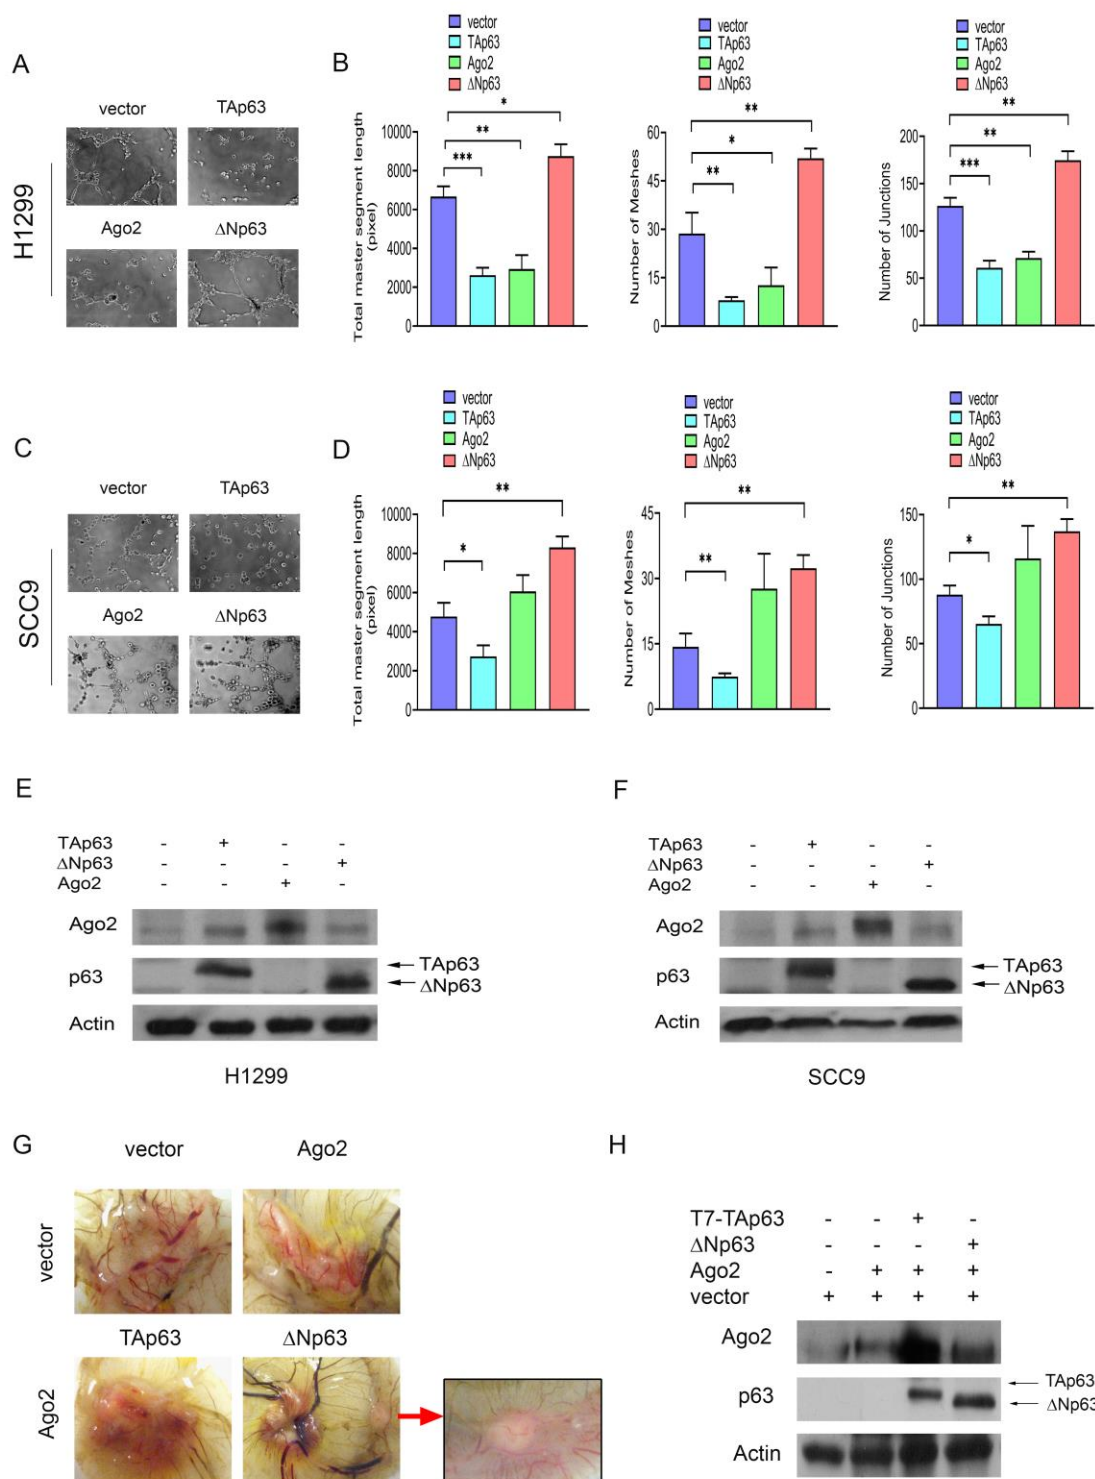 A
vector TAp63
Ago2 ΔNp63
H1299
B
vector
TAp63
Ago2
ΔNp63
Total master segment length
(pixel)
10000
8000
6000
4000
2000
0
*
**
***
vector
TAp63
Ago2
ΔNp63
Number of Meshes
60
45
30
15
0
**
*
**
vector
TAp63
Ago2
ΔNp63
Number of Junctions
200
150
100
50
0
**
**
***
C
vector TAp63
Ago2 ΔNp63
SCC9
D
vector
TAp63
Ago2
ΔNp63
Total master segment length
(pixel)
10000
8000
6000
4000
2000
0
**
*
vector
TAp63
Ago2
ΔNp63
Number of Meshes
45
30
15
0
**
**
vector
TAp63
Ago2
ΔNp63
Number of Junctions
150
100
50
0
**
*
E
TAp63 - + - -
ΔNp63 - - - +
Ago2 - - + -
Ago2
p63
TAp63
ΔNp63
Actin
H1299
F
TAp63 - + - -
ΔNp63 - - - +
Ago2 - - + -
Ago2
p63
TAp63
ΔNp63
Actin
SCC9
G
vector Ago2
vector
TAp63 ΔNp63
Ago2
H
T7-TAp63 - - + -
ΔNp63 - - - +
Ago2 - + + +
vector + + + +
Ago2
p63
TAp63
ΔNp63
Actin